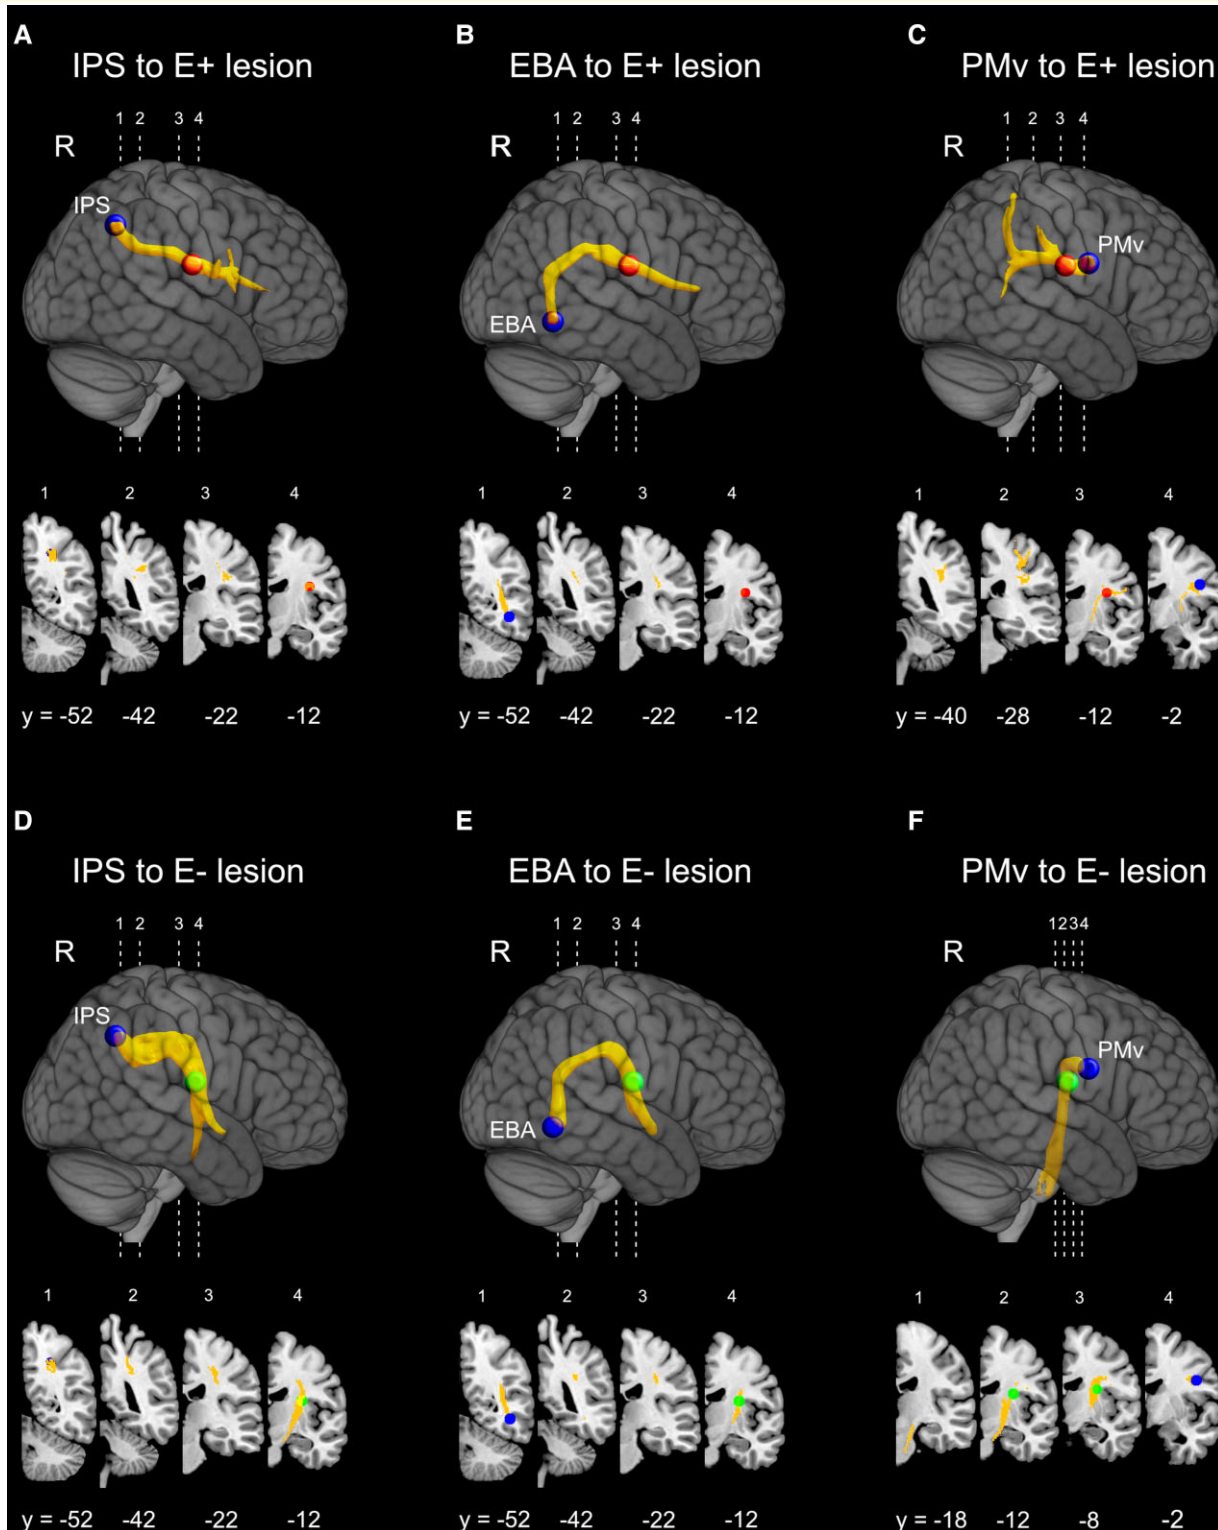 A
IPS to E+ lesion
1 2 3 4
R
IPS
1 2 3 4
y = -52 -42 -22 -12
B
EBA to E+ lesion
1 2 3 4
R
EBA
1 2 3 4
y = -52 -42 -22 -12
C
PMv to E+ lesion
1 2 3 4
R
PMv
1 2 3 4
y = -40 -28 -12 -2
D
IPS to E- lesion
1 2 3 4
R
IPS
1 2 3 4
y = -52 -42 -22 -12
E
EBA to E- lesion
1 2 3 4
R
EBA
1 2 3 4
y = -52 -42 -22 -12
F
PMv to E- lesion
1234
R
PMv
1 2 3 4
y = -18 -12 -8 -2